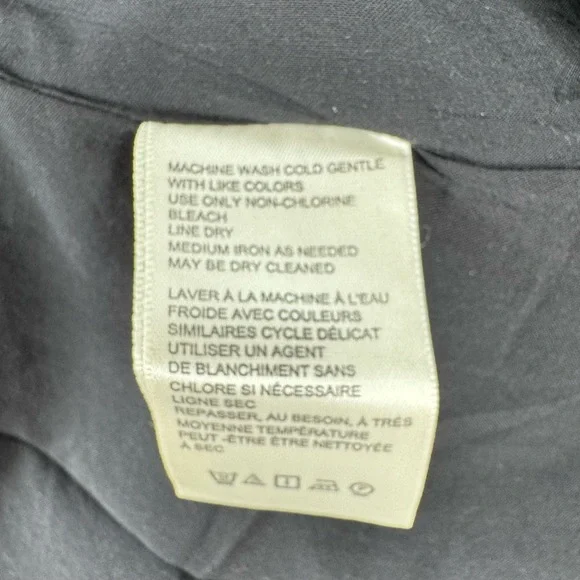 MACHINE WASH COLD GENTLE
WITH LIKE COLORS
USE ONLY NON-CHLORINE
BLEACH
LINE DRY
MEDIUM IRON AS NEEDED
MAY BE DRY CLEANED
LAVER À LA MACHINE À L'EAU
FROIDE AVEC COULEURS
SIMILAIRES CYCLE DÉLICAT
UTILISER UN AGENT
DE BLANCHIMENT SANS
CHLORE SI NÉCESSAIRE
LIGNE SEC
REPASSER, AU BESOIN, À TRÉS
MOYENNE TEMPÉRATURE
PEUT -ÊTRE ÊTRE NETTOYÉE
À SEC